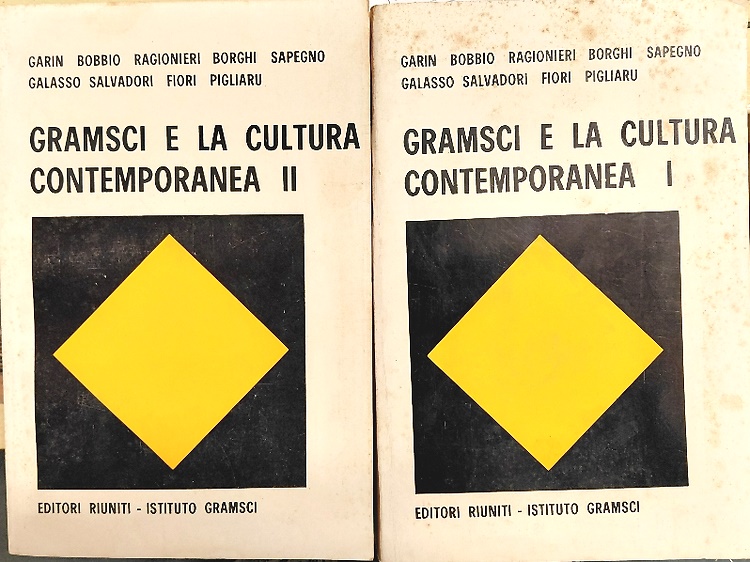 GARIN BOBBIO RAGIONIERI BORGHI SAPEGNO
GALASSO SALVADORI FIORI PIGLIARU
GRAMSCI E LA CULTURA
CONTEMPORANEA II
EDITORI RIUNITI - ISTITUTO GRAMSCI
GARIN BOBBIO RAGIONIERI BORGHI SAPEGNO
GALASSO SALVADORI FIORI PIGLIARU
GRAMSCI E LA CULTURA
CONTEMPORANEA I
EDITORI RIUNITI - ISTITUTO GRAMSCI